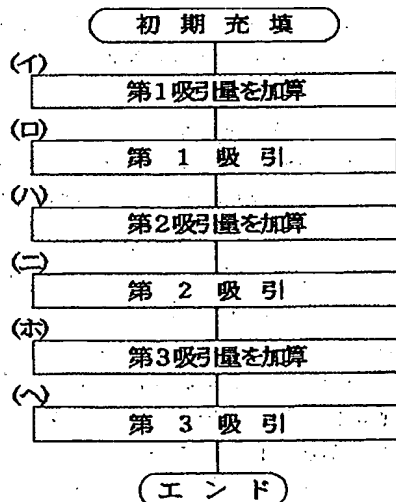 初期充填
(イ)
第1吸引量を加算
(ロ)
第1吸引
(ハ)
第2吸引量を加算
(ニ)
第2吸引
(ホ)
第3吸引量を加算
(ヘ)
第3吸引
エンド